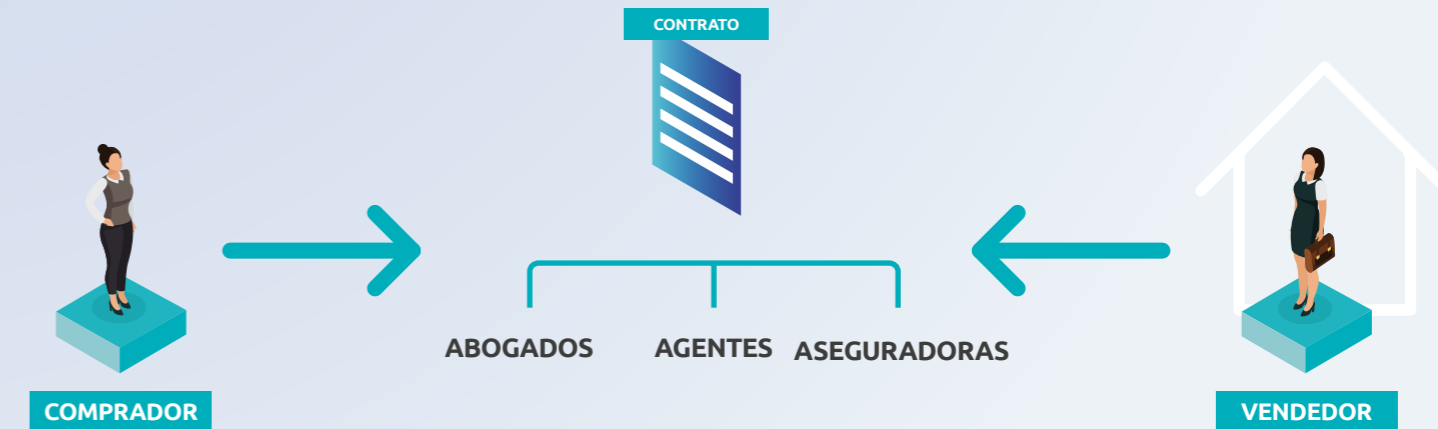 CONTRATO
ABOGADOS
AGENTES
ASEGURADORAS
COMPRADOR
VENDEDOR